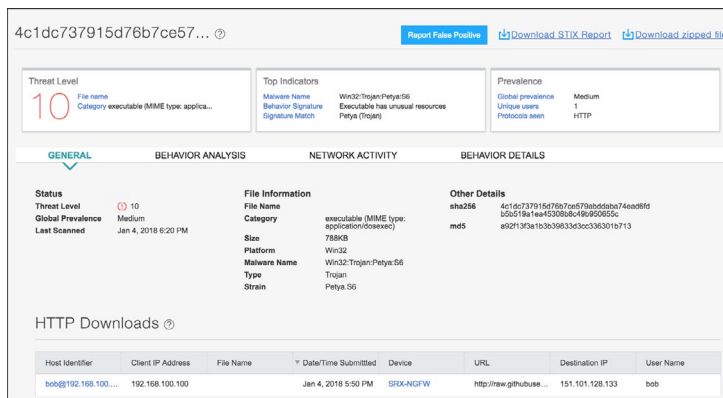 4c1dc737915d76b7ce57... ?
Report False Positive
Download STIX Report
Download zipped file
Threat Level
10
File name
Category executable (MIME type: applica...
Top Indicators
Malware Name Win32:Trojan:Petya:S6
Behavior Signature Executable has unusual resources
Signature Match Petya (Trojan)
Prevalence
Global prevalence Medium
Unique users 1
Protocols seen HTTP
GENERAL BEHAVIOR ANALYSIS NETWORK ACTIVITY BEHAVIOR DETAILS
Status
Threat Level 10
Global Prevalence Medium
Last Scanned Jan 4, 2018 6:20 PM
File Information
File Name
Category executable (MIME type:
application/dosexec)
Size 788KB
Platform Win32
Malware Name Win32:Trojan:Petya:S6
Type Trojan
Strain Petya.S6
Other Details
sha256 4c1dc737915d76b7ce579abddaba74ead6fd
b5b519a1ea45308b8c49b950655c
md5 a92f13f3a1b3b39833d3cc336301b713
HTTP Downloads ?
Host Identifier Client IP Address File Name Date/Time Submittted Device URL Destination IP User Name
bob@192.168.100.... 192.168.100.100 Jan 4, 2018 5:50 PM SRX-NGFW http://raw.githubuse... 151.101.128.133 bob